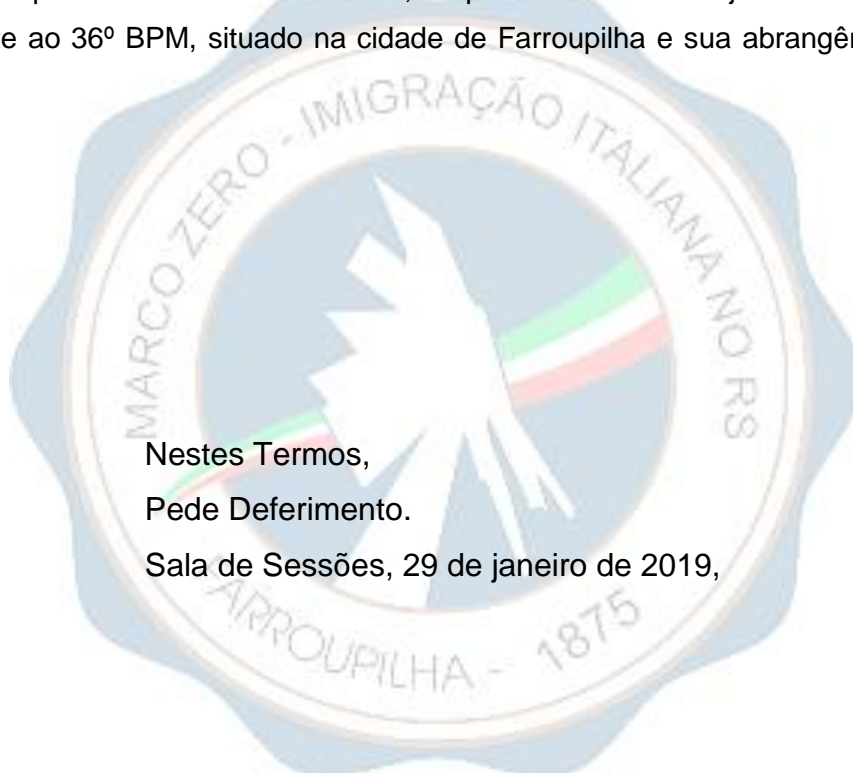 e ao 36º BPM, situado na cidade de Farroupilha e sua
MARCO ZERO - IMIGRAÇÃO ITALIANA NO RS
Nestes Termos,
Pede Deferimento.
Sala de Sessões, 29 de janeiro de 2019,
FARROUPILHA - 1875